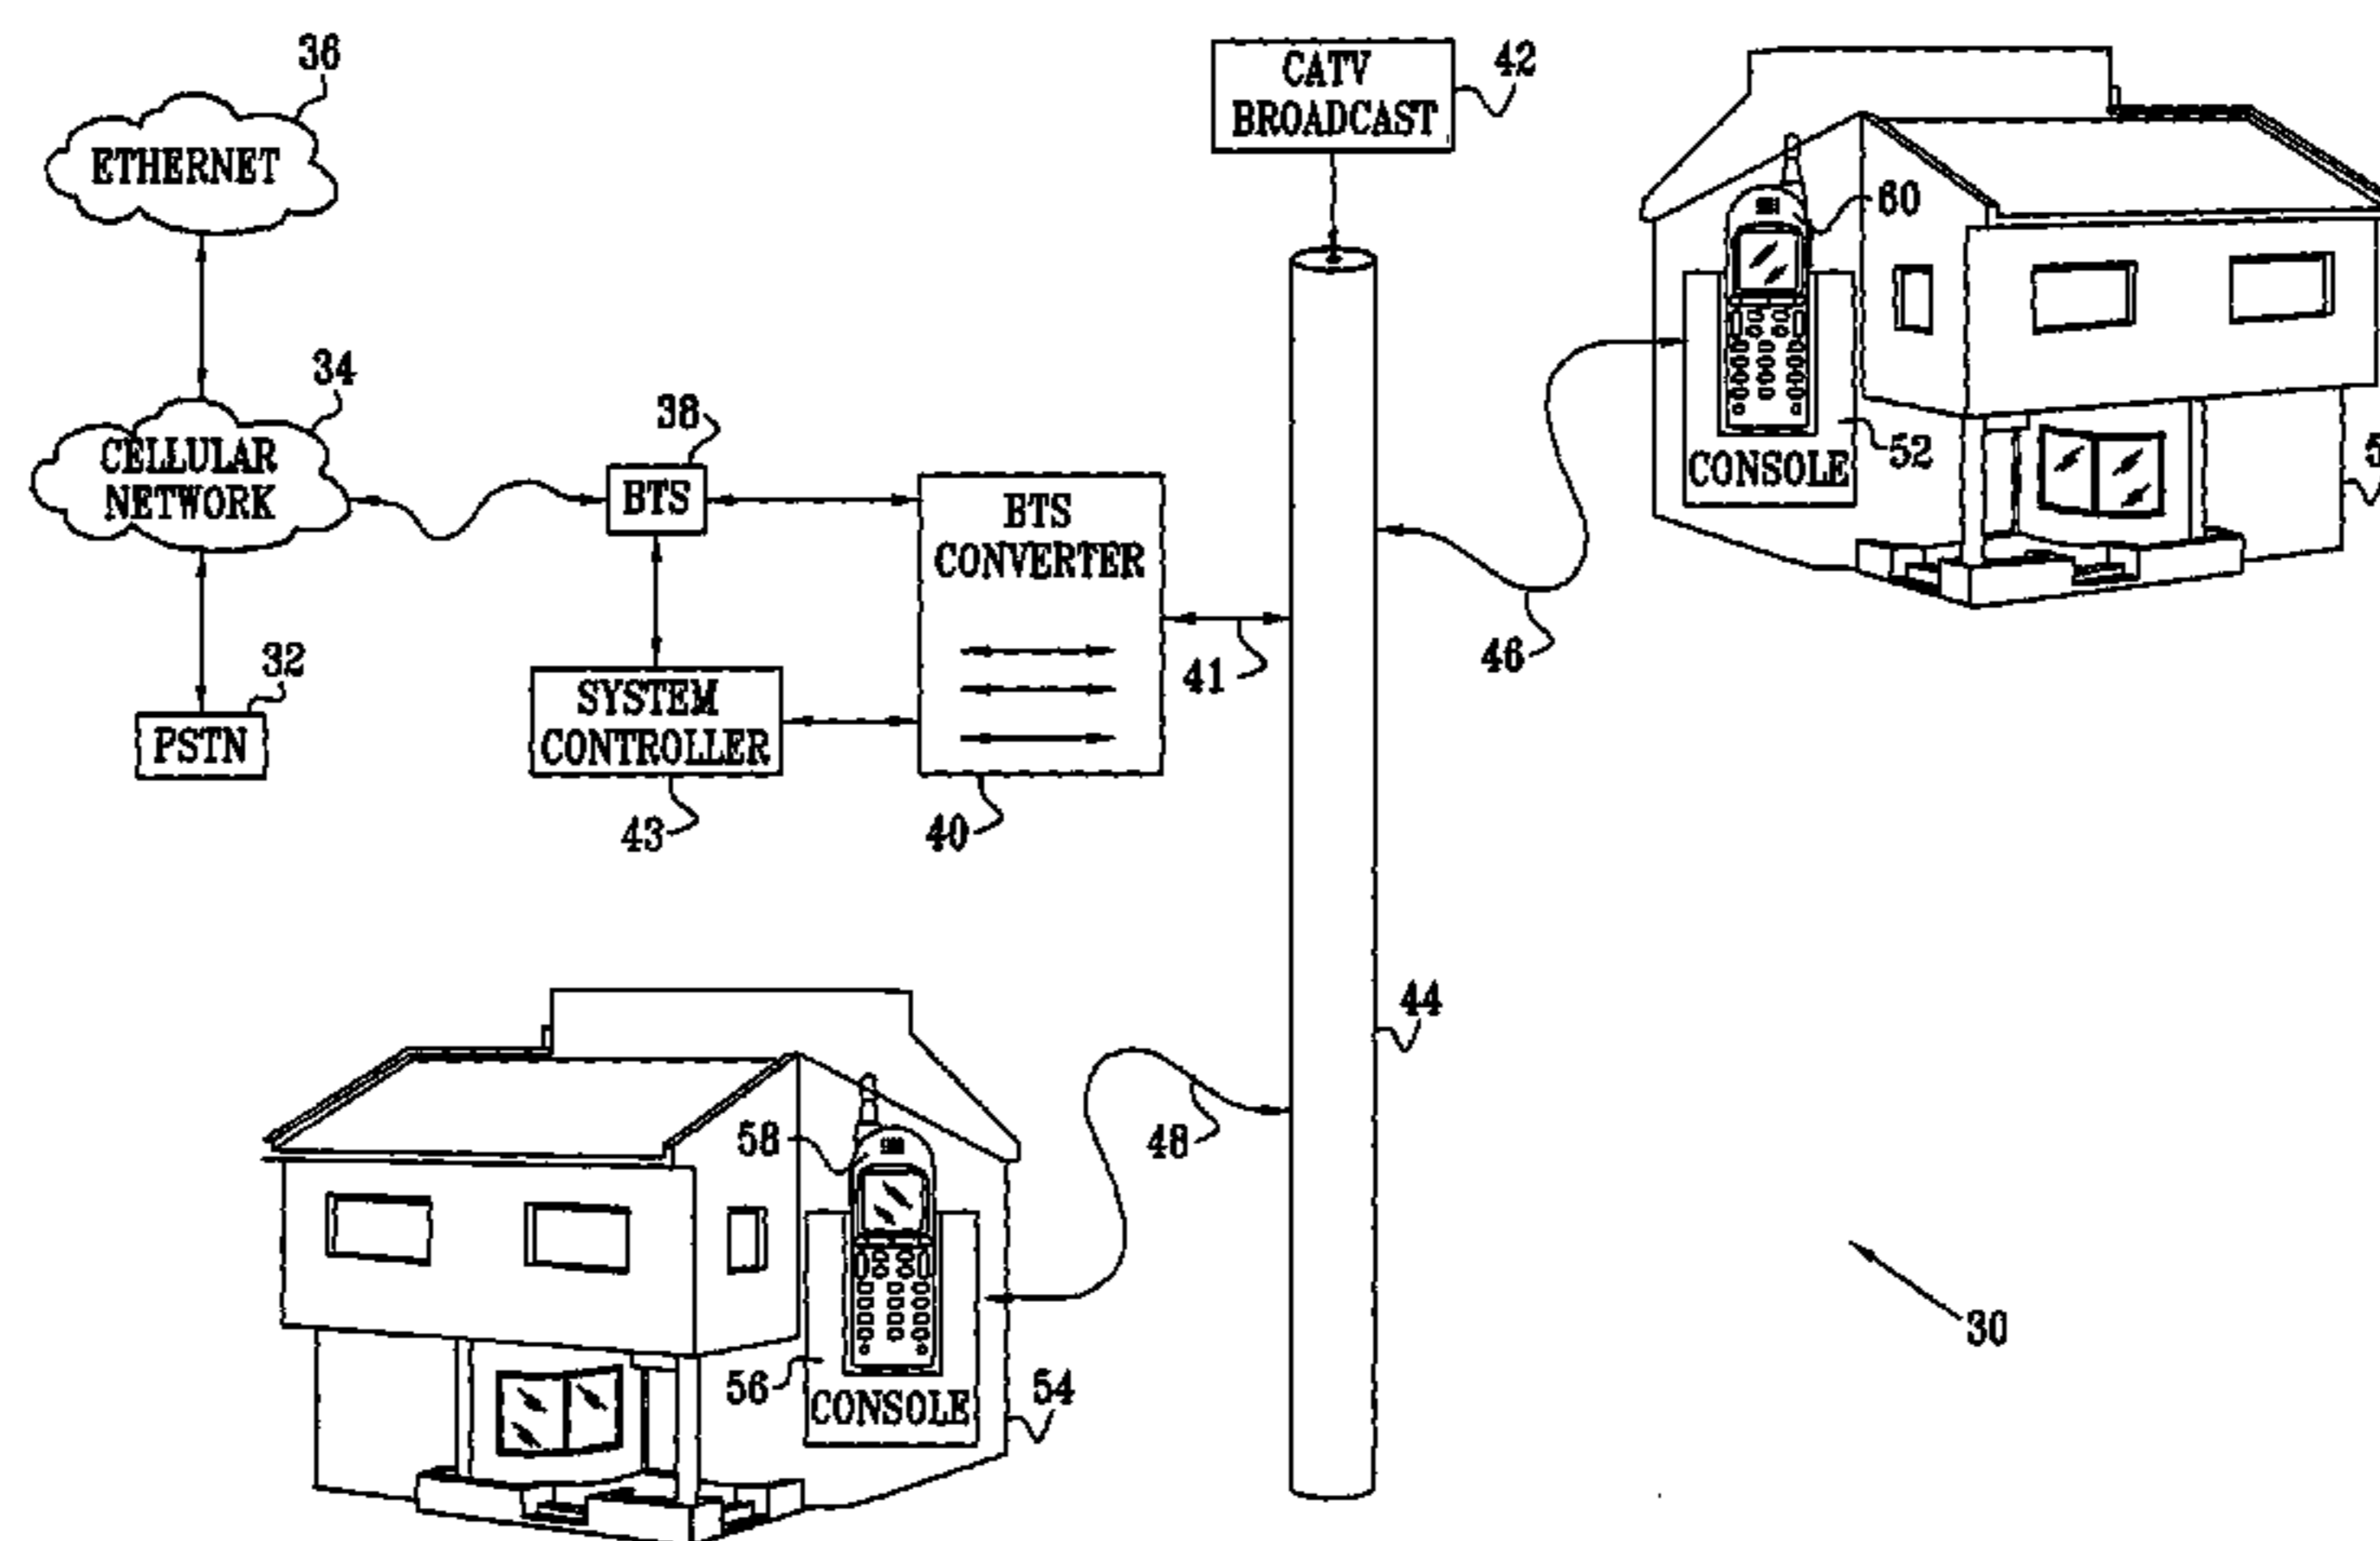 36
ETHERNET
34
CELLULAR
NETWORK
32
PSTN
38
BTS
SYSTEM
CONTROLLER
43
BTS
CONVERTER
40
41
CATV
BROADCAST
42
44
46
60
52
CONSOLE
48
58
56
CONSOLE
54
30